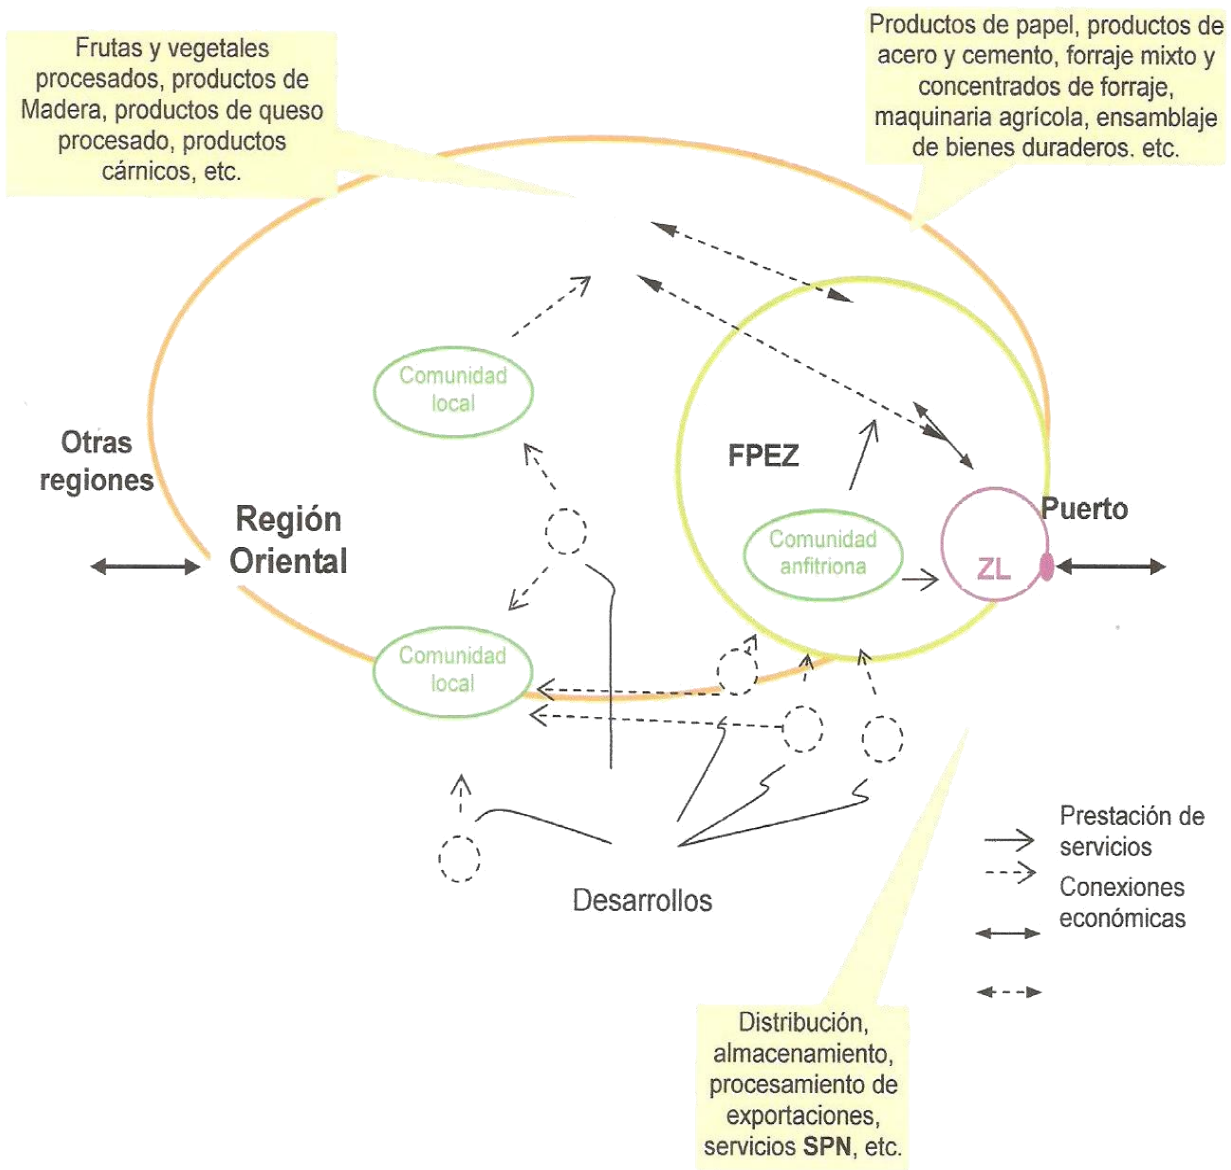 Frutas y vegetales
procesados, productos de
Madera, productos de queso
procesado, productos
cárnicos, etc.
Productos de papel, productos de
acero y cemento, forraje mixto y
concentrados de forraje,
maquinaria agrícola, ensamblaje
de bienes duraderos. etc.
Comunidad
local
Otras
regiones
Región
Oriental
FPEZ
Comunidad
anfitriona
Puerto
ZL
Comunidad
local
Desarrollos
Prestación de
servicios
Conexiones
económicas
Distribución,
almacenamiento,
procesamiento de
exportaciones,
servicios SPN, etc.